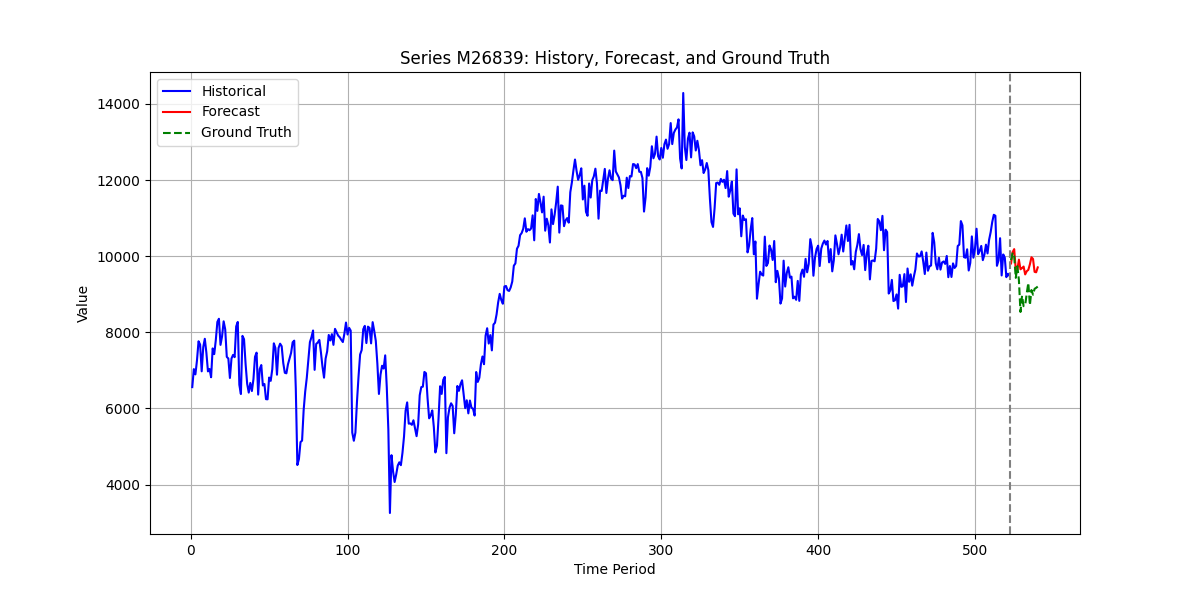 Series M26839: History, Forecast, and Ground Truth
Historical
Forecast
Ground Truth
14000
12000
10000
8000
6000
4000
Value
0 100 200 300 400 500
Time Period